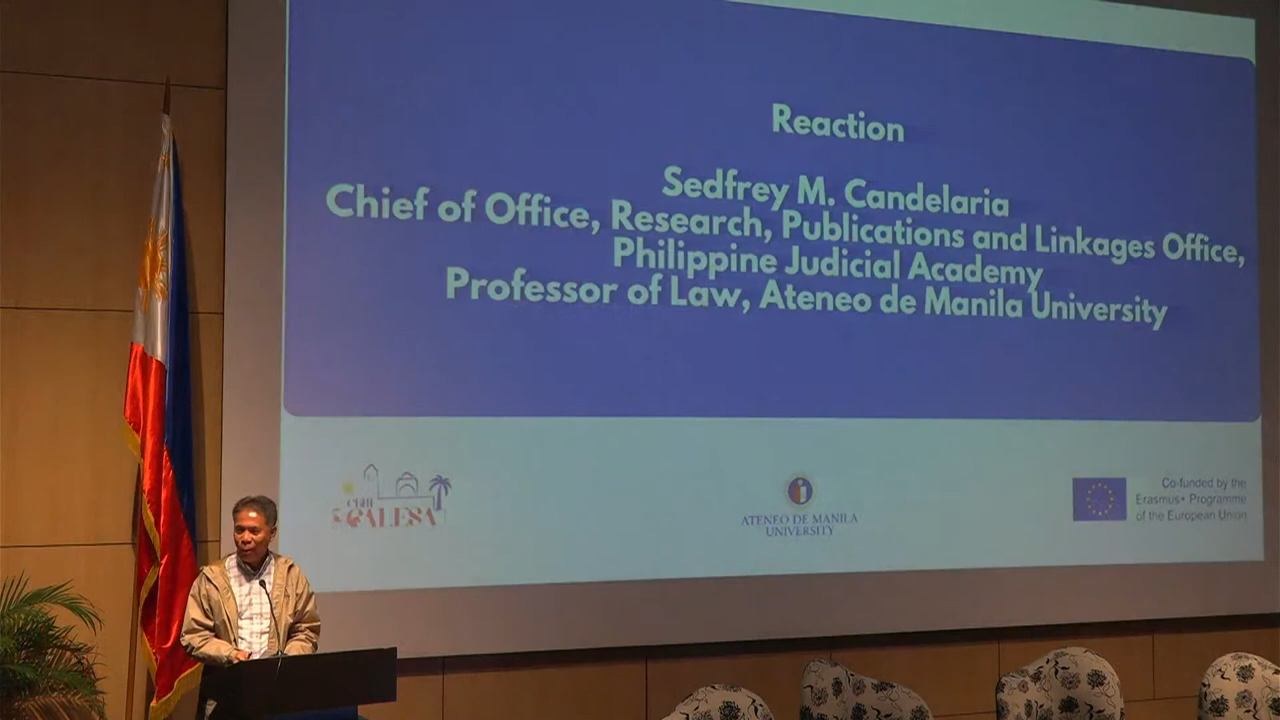 Reaction
Sedfrey M. Candelaria
Chief of Office, Research, Publications and Linkages Office,
Philippine Judicial Academy
Professor of Law, Ateneo de Manila University
CALESA
ATENEO DE MANILA
UNIVERSITY
Co-funded by the
Erasmus+ Programme
of the European Union